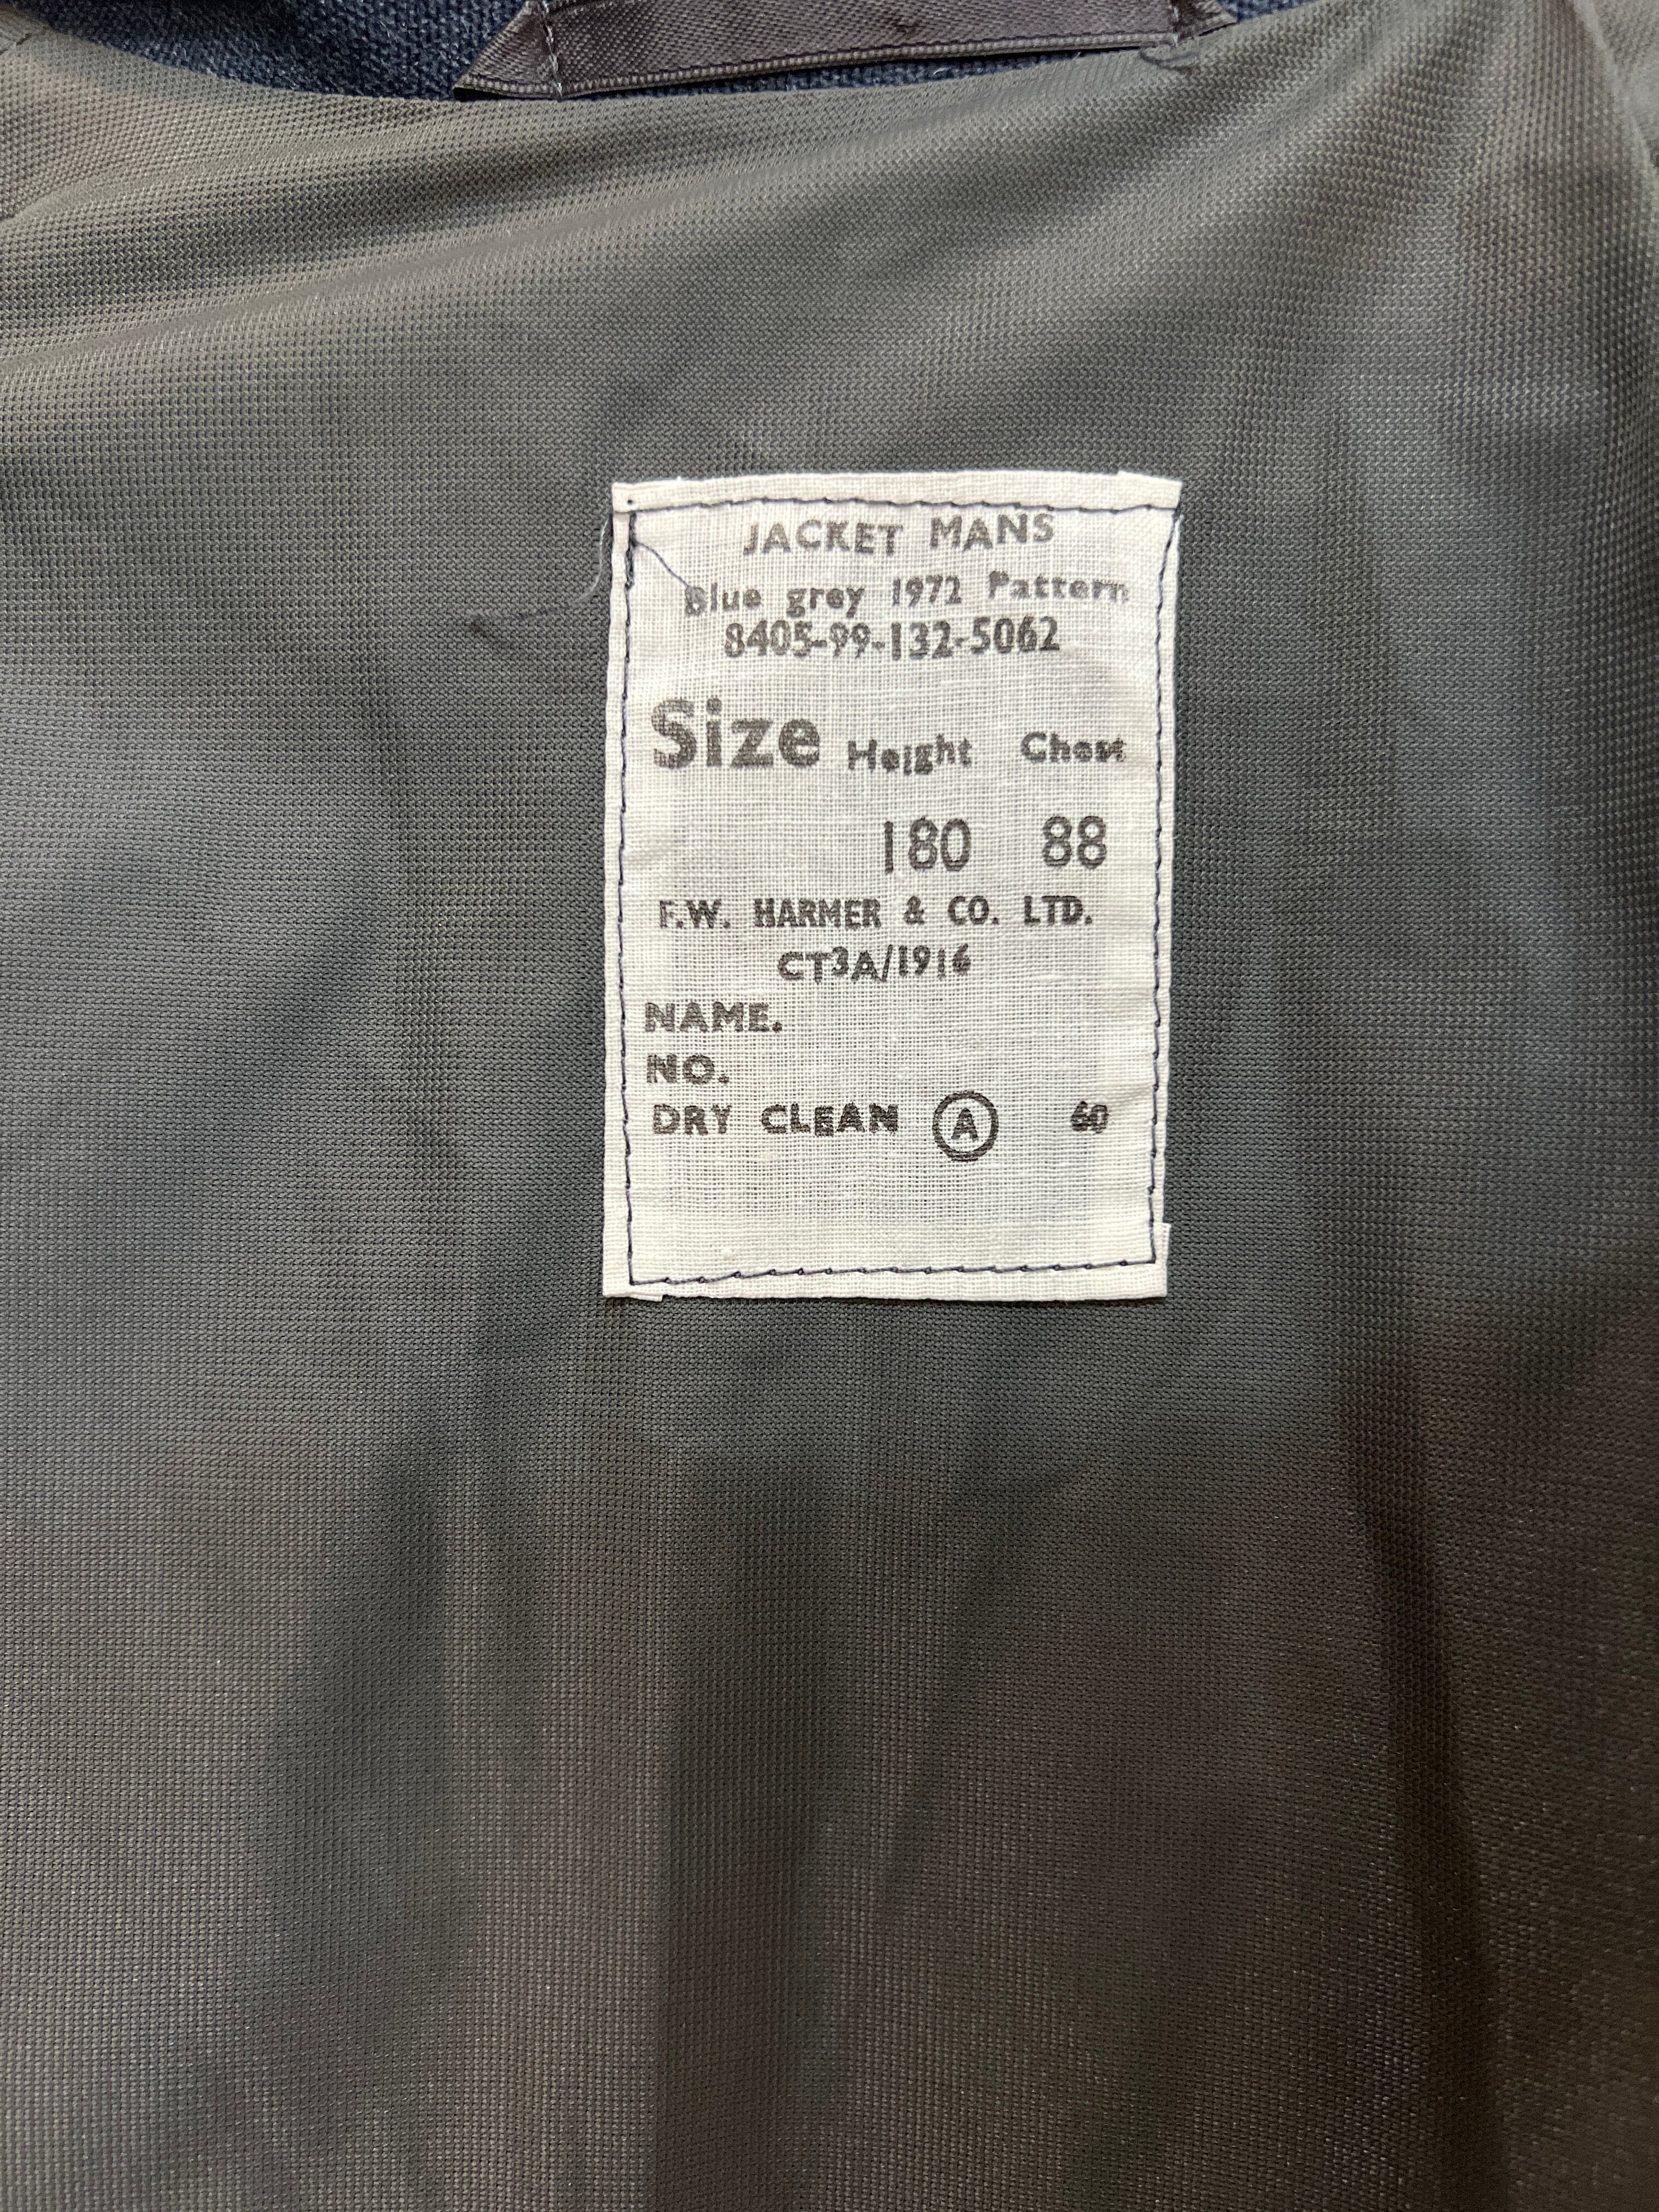 JACKET MANS
Blue grey 1972 Pattern
8405-99-132-5062
Size Height Chest
180 88
F.W. HARMER & CO. LTD.
CT3A/1916
NAME.
NO.
DRY CLEAN A 60